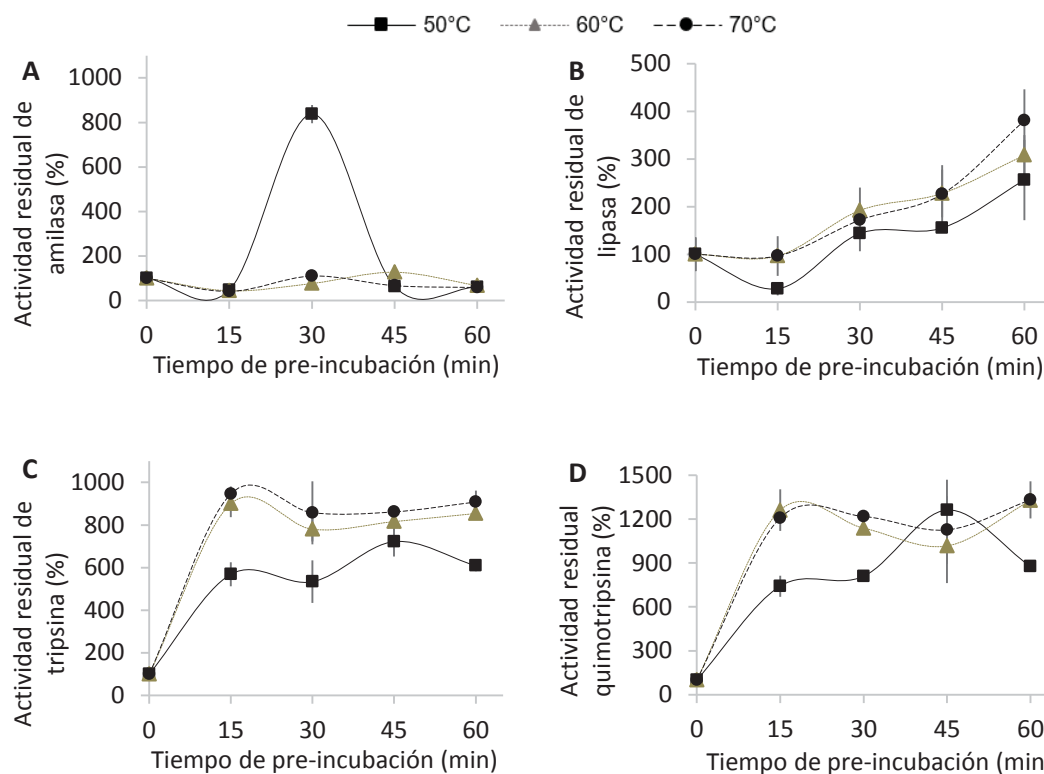 50°C 60°C 70°C
A
1000
800
600
400
200
0
0 15 30 45 60
Actividad residual de
amilasa (%)
Tiempo de pre-incubación (min)
B
500
400
300
200
100
0
0 15 30 45 60
Actividad residual de
lipasa (%)
Tiempo de pre-incubación (min)
C
1000
800
600
400
200
0
0 15 30 45 60
Actividad residual de
tripsina (%)
Tiempo de pre-incubación (min)
D
1500
1200
900
600
300
0
0 15 30 45 60
Actividad residual
quimotripsina (%)
Tiempo de pre-incubación (min